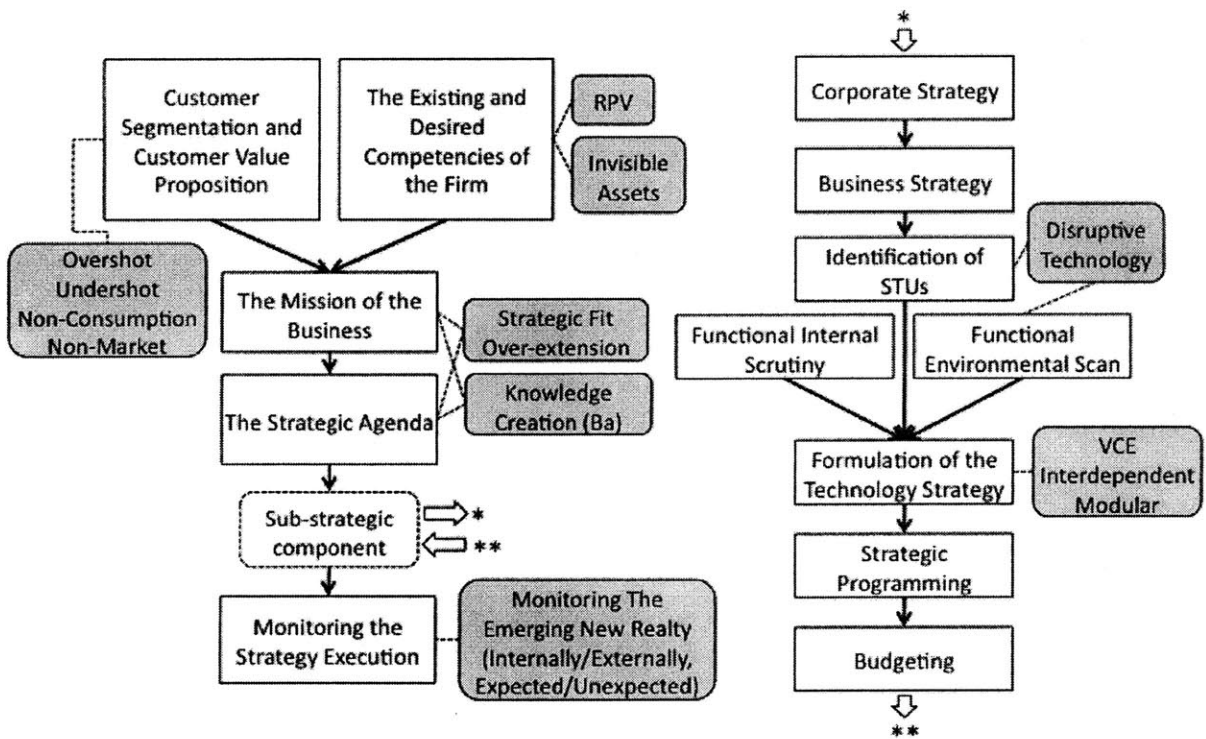 Customer
Segmentation and
Customer Value
Proposition
The Existing and
Desired
Competencies of
the Firm
RPV
Invisible
Assets
Overshot
Undershot
Non-Consumption
Non-Market
The Mission of the
Business
Strategic Fit
Over-extension
Knowledge
Creation (Ba)
The Strategic Agenda
Sub-strategic
component
*
**
Monitoring the
Strategy Execution
Monitoring The
Emerging New Realty
(Internally/Externally,
Expected/Unexpected)
*
Corporate Strategy
Business Strategy
Identification of
STUs
Disruptive
Technology
Functional Internal
Scrutiny
Functional
Environmental Scan
Formulation of the
Technology Strategy
VCE
Interdependent
Modular
Strategic
Programming
Budgeting
**